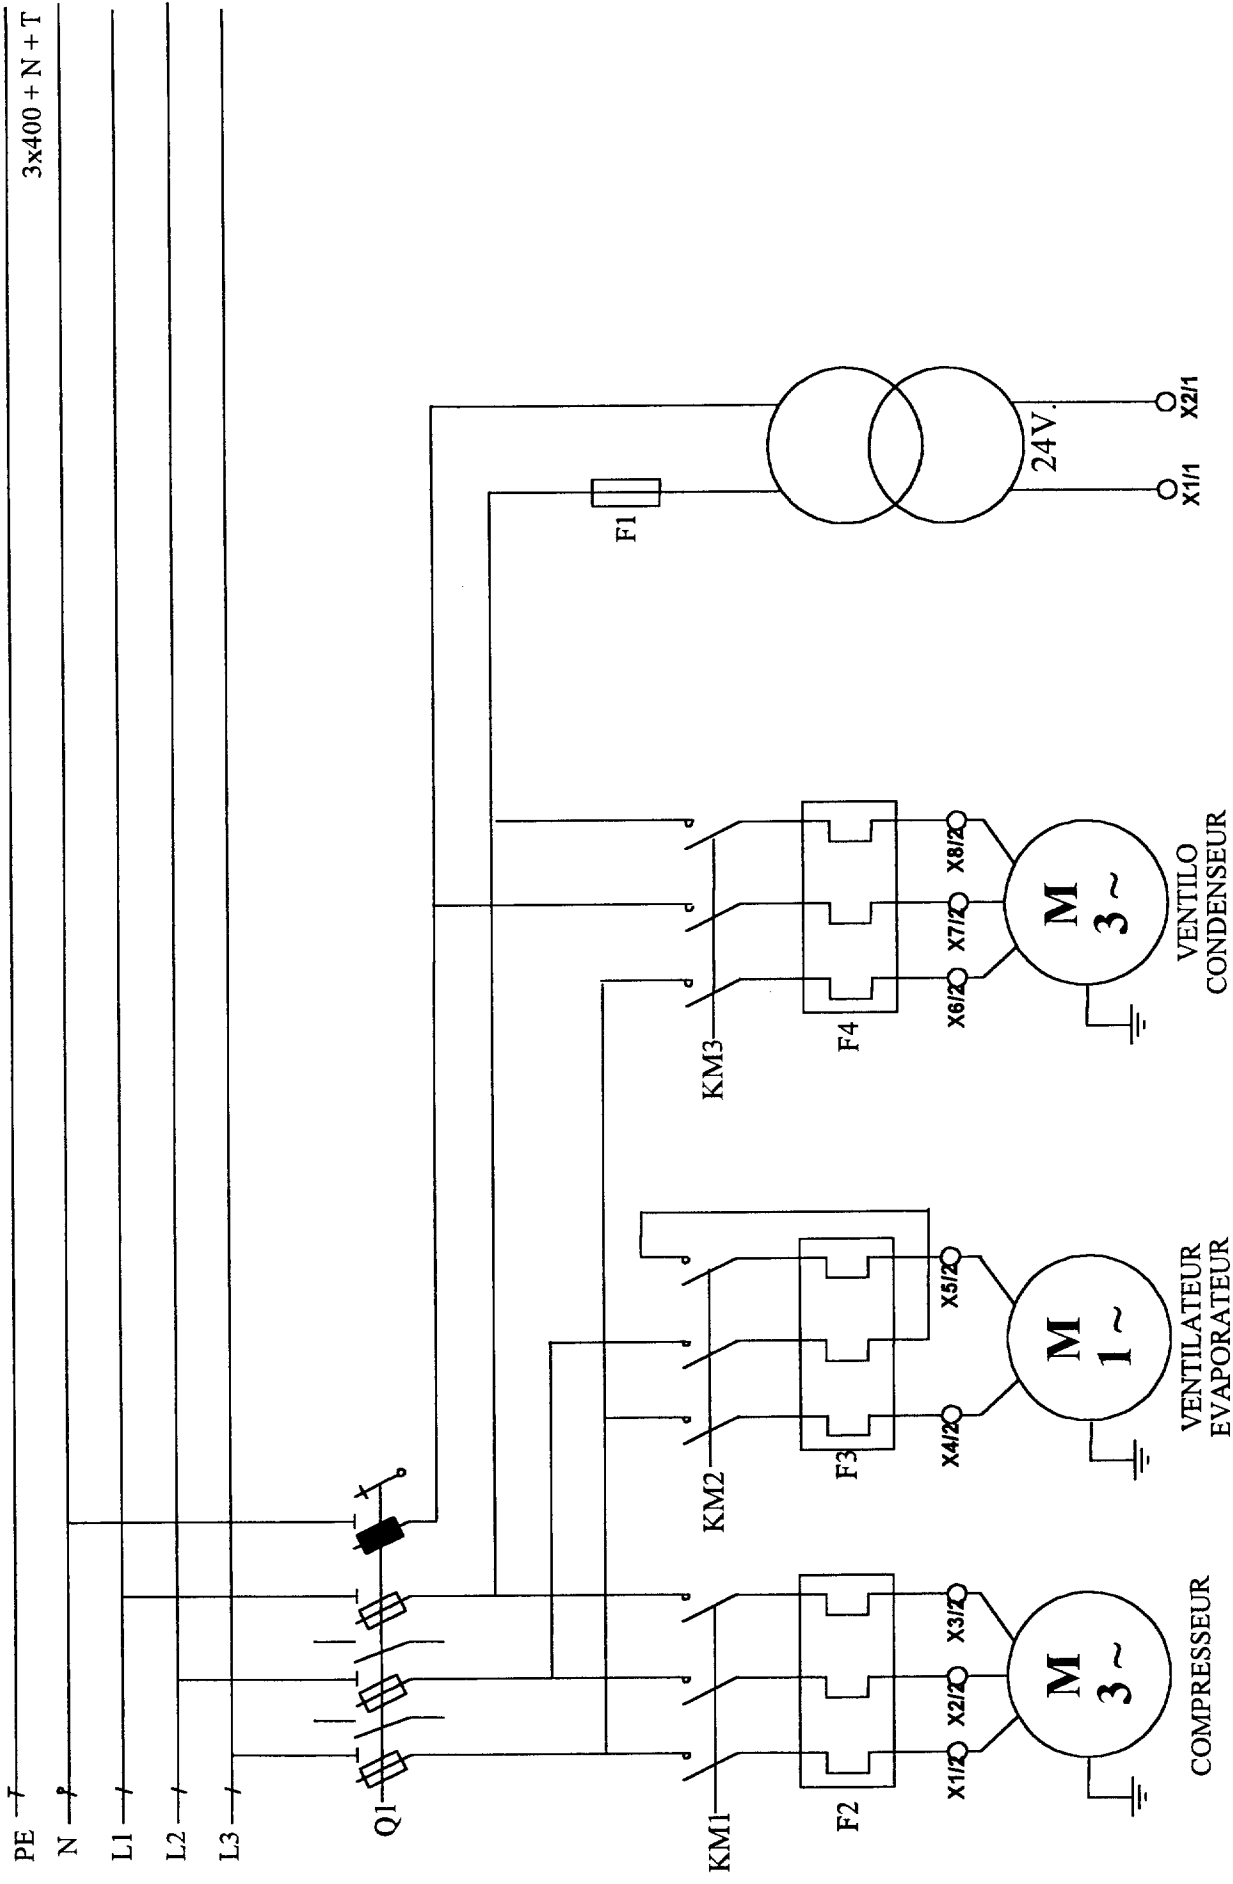 3x400 + N + T
PE
N
L1
L2
L3
Q1
F1
KM1
KM2
KM3
F2
F3
F4
24V.
X1/2
X2/2
X3/2
X4/2
X5/2
X6/2
X7/2
X8/2
X1/1
X2/1
M
3 ~
M
1 ~
M
3 ~
COMPRESSEUR
VENTILATEUR
EVAPORATEUR
VENTILO
CONDENSEUR